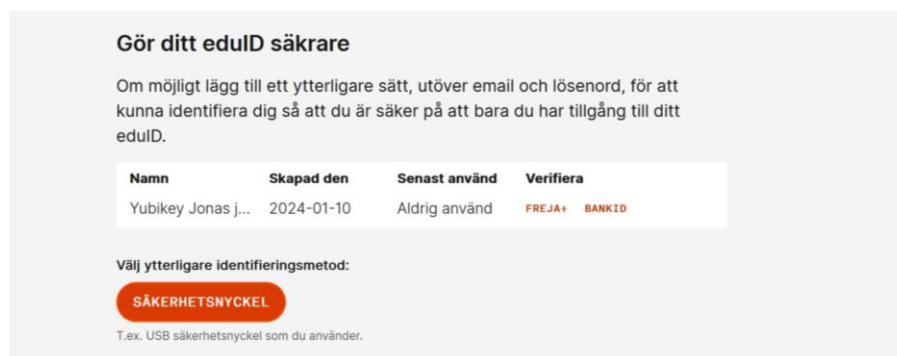 Gör ditt eduID säkrare
Om möjligt lägg till ett ytterligare sätt, utöver email och lösenord, för att
kunna identifiera dig så att du är säker på att bara du har tillgång till ditt
eduID.
Namn Skapad den Senast använd Verifiera
Yubikey Jonas j... 2024-01-10 Aldrig använd FREJA+ BANKID
Välj ytterligare identifieringsmetod:
SÄKERHETSNYCKEL
T.ex. USB säkerhetsnyckel som du använder.